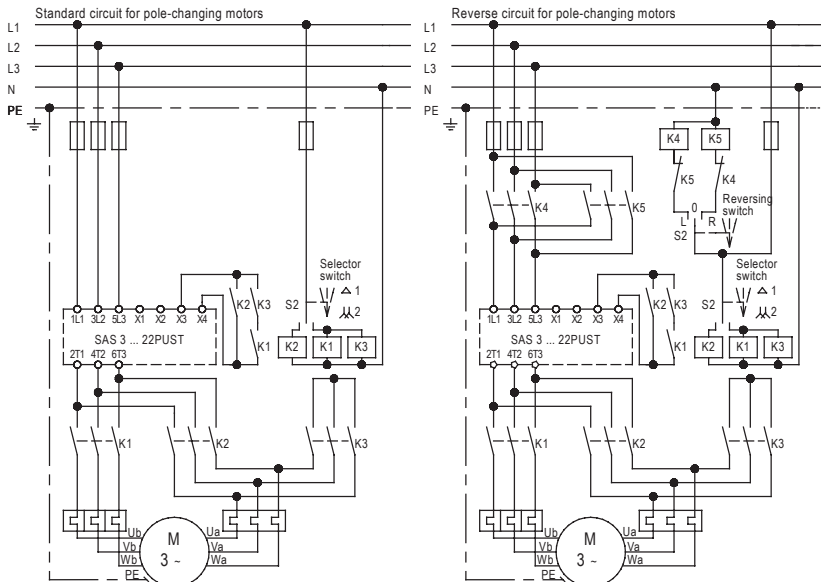 Standard circuit for pole-changing motors
L1
L2
L3
N
PE
Selector
switch
1
2
S2
K2 K3
K1
1L1 3L2 5L3 X1 X2 X3 X4
SAS 3 ... 22PUST
2T1 4T2 6T3
K2 K1 K3
K1 K2 K3
Ub Ua
Vb Va
Wb Wa
M
3 ~
PE
Reverse circuit for pole-changing motors
L1
L2
L3
N
PE
K4 K5
K5 K4
K4 K5
L 0 R
Reversing
switch
S2
Selector
switch
1
2
S2
K2 K3
K1
1L1 3L2 5L3 X1 X2 X3 X4
SAS 3 ... 22PUST
2T1 4T2 6T3
K2 K1 K3
K1 K2 K3
Ub Ua
Vb Va
Wb Wa
M
3 ~
PE